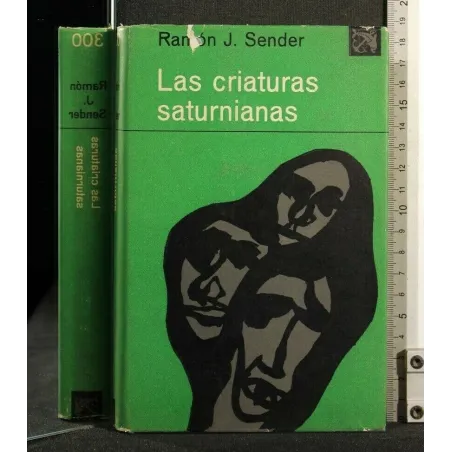 Ramón J. Sender
Las criaturas
saturnianas
300
Ramón
J.
Sender
Las criaturas
saturnianas